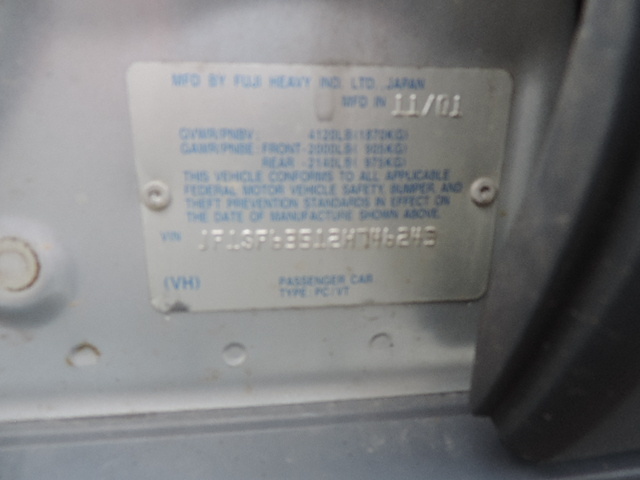 MFD BY FUJI HEAVY IND. LTD., JAPAN
MFD IN 11/01
GVWR/PNBV: 4120LB(1870KG)
GAWR/PNBE: FRONT-2000LB( 905KG)
REAR -2140LB( 975KG)
THIS VEHICLE CONFORMS TO ALL APPLICABLE
FEDERAL MOTOR VEHICLE SAFETY, BUMPER, AND
THEFT PREVENTION STANDARDS IN EFFECT ON
THE DATE OF MANUFACTURE SHOWN ABOVE.
VIN JF1SF63512H746243
(VH) PASSENGER CAR
TYPE PC/VT